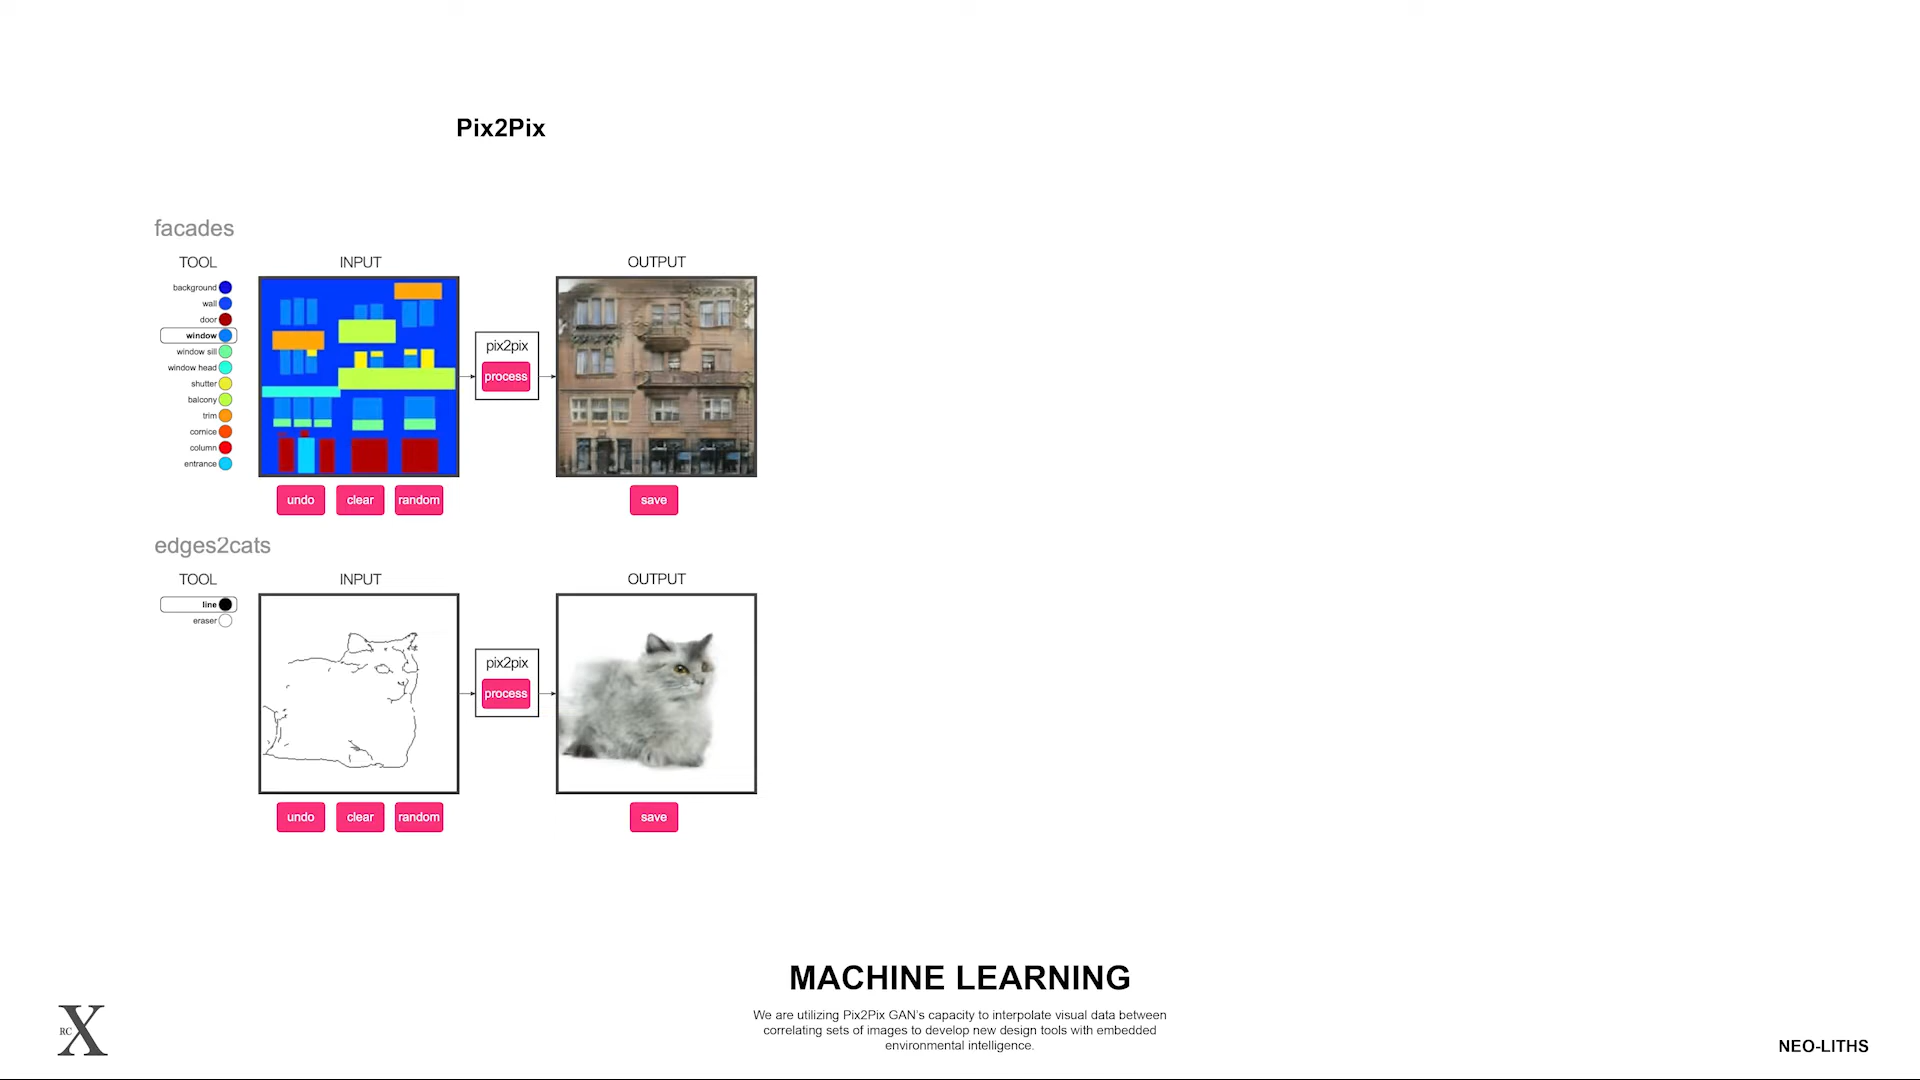 Pix2Pix
facades
TOOL
INPUT
OUTPUT
background
wall
door
window
window sill
window head
shutter
balcony
trim
cornice
column
entrance
pix2pix
process
undo
clear
random
save
edges2cats
TOOL
INPUT
OUTPUT
line
eraser
pix2pix
process
undo
clear
random
save
MACHINE LEARNING
We are utilizing Pix2Pix GAN's capacity to interpolate visual data between
correlating sets of images to develop new design tools with embedded
environmental intelligence.
RC X
NEO-LITHS